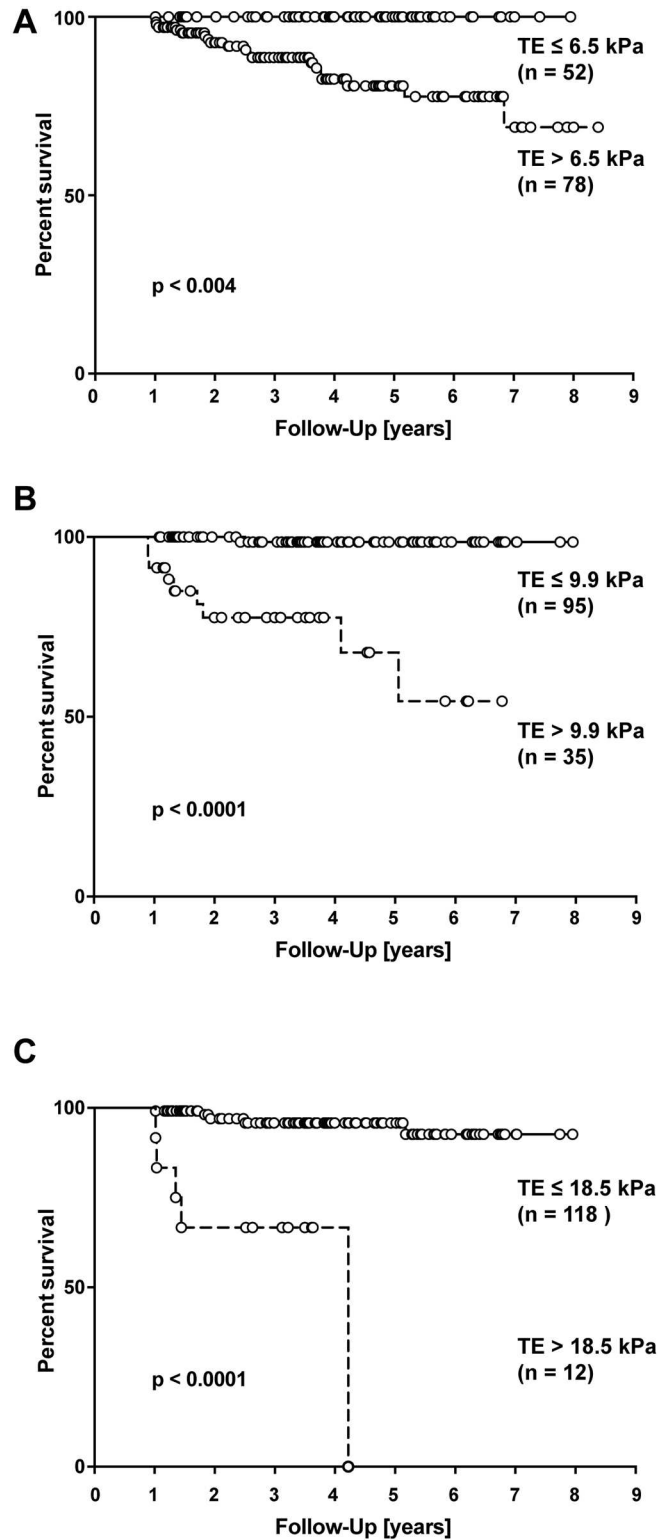 A
100
50
0
Percent survival
TE ≤ 6.5 kPa
(n = 52)
TE > 6.5 kPa
(n = 78)
p < 0.004
0 1 2 3 4 5 6 7 8 9
Follow-Up [years]
B
100
50
0
Percent survival
TE ≤ 9.9 kPa
(n = 95)
TE > 9.9 kPa
(n = 35)
p < 0.0001
0 1 2 3 4 5 6 7 8 9
Follow-Up [years]
C
100
50
0
Percent survival
TE ≤ 18.5 kPa
(n = 118 )
TE > 18.5 kPa
(n = 12)
p < 0.0001
0 1 2 3 4 5 6 7 8 9
Follow-Up [years]